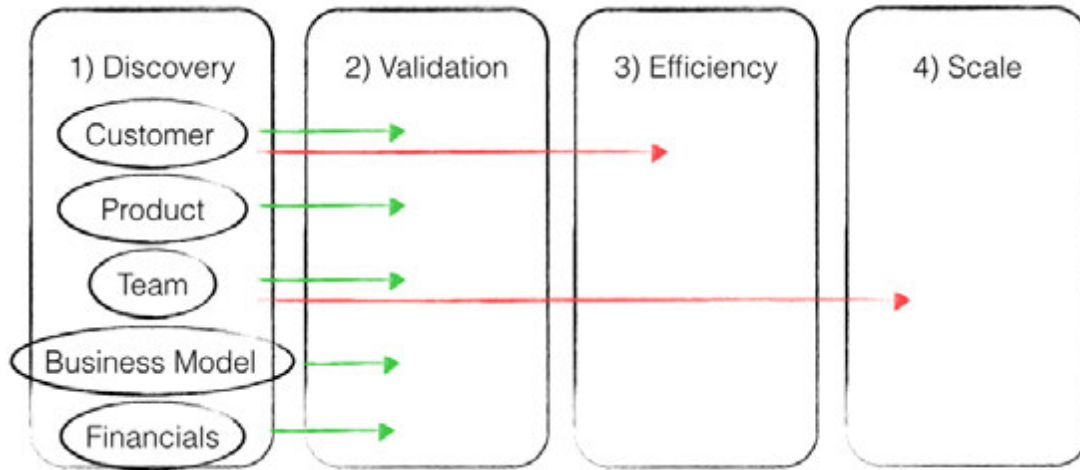 1) Discovery
2) Validation
3) Efficiency
4) Scale
Customer
Product
Team
Business Model
Financials